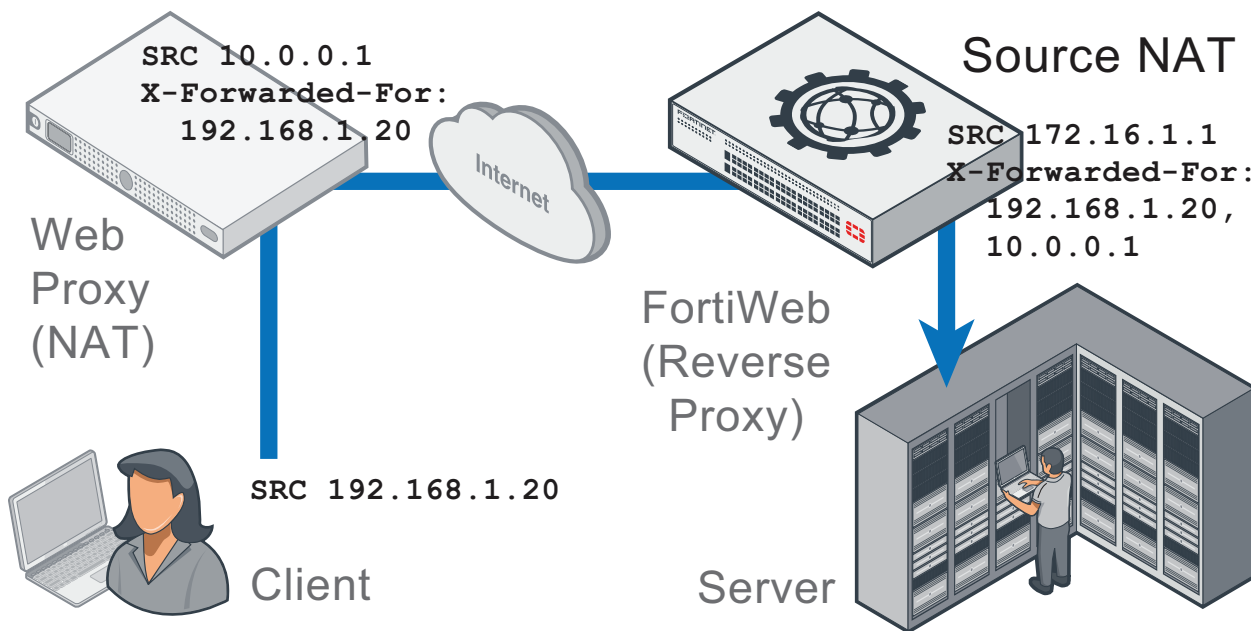 SRC 10.0.0.1
X-Forwarded-For:
192.168.1.20
Web
Proxy
(NAT)
Internet
FORTINET
Source NAT
SRC 172.16.1.1
X-Forwarded-For:
192.168.1.20,
10.0.0.1
FortiWeb
(Reverse
Proxy)
SRC 192.168.1.20
Client
Server